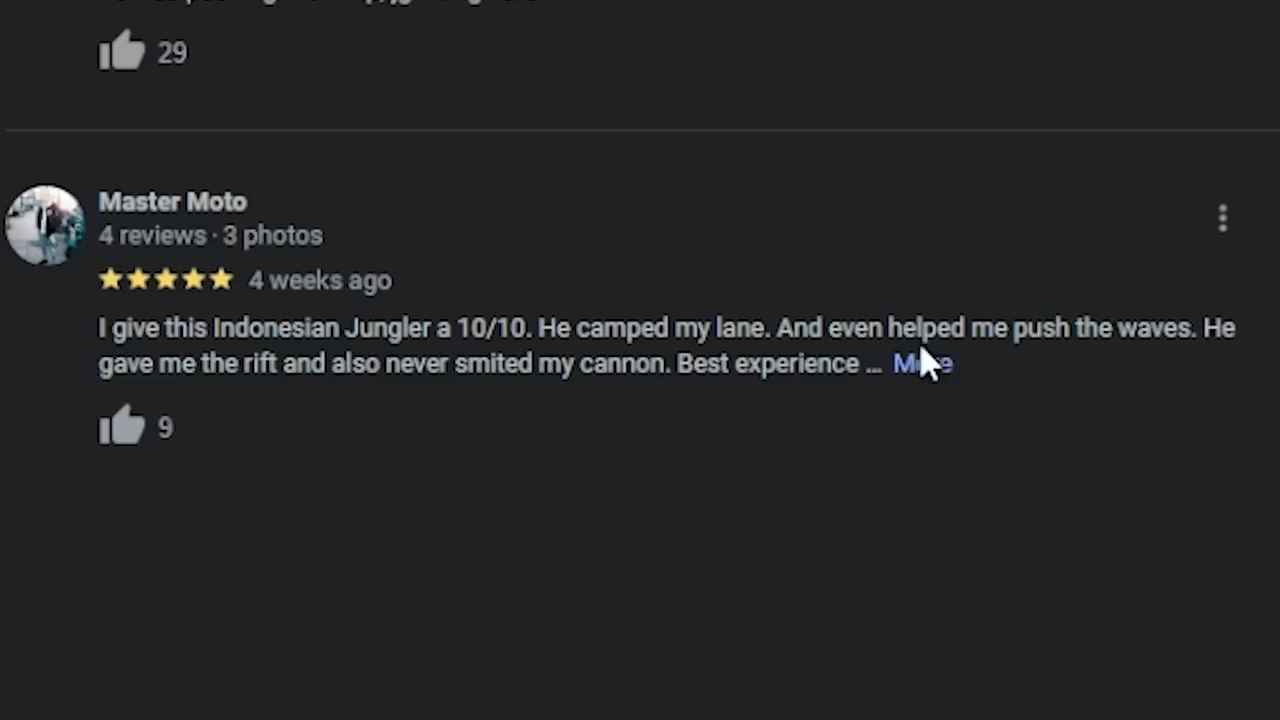 29
Master Moto
4 reviews · 3 photos
4 weeks ago
I give this Indonesian Jungler a 10/10. He camped my lane. And even helped me push the waves. He
gave me the rift and also never smited my cannon. Best experience ... More
9